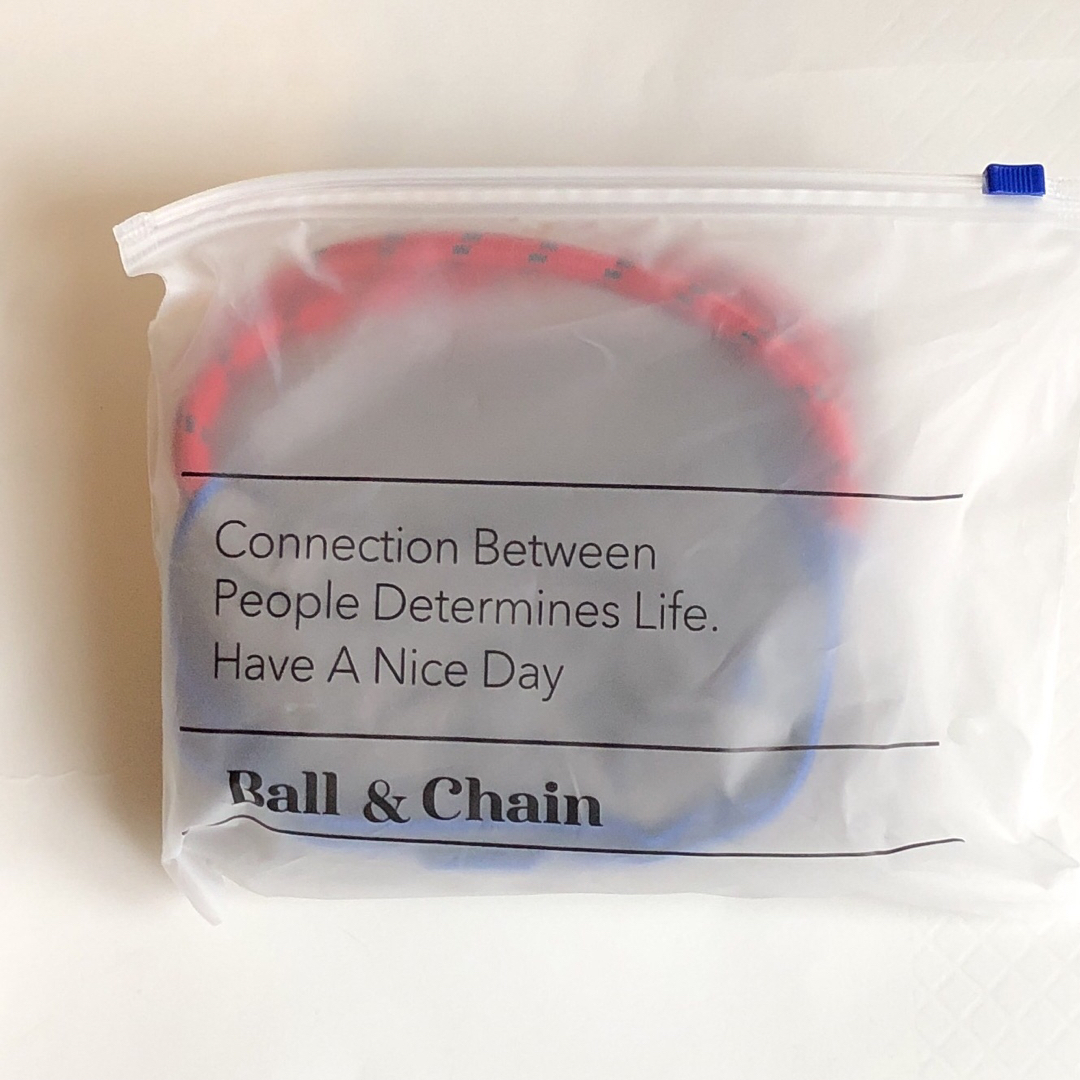 Connection Between
People Determines Life.
Have A Nice Day
Ball & Chain